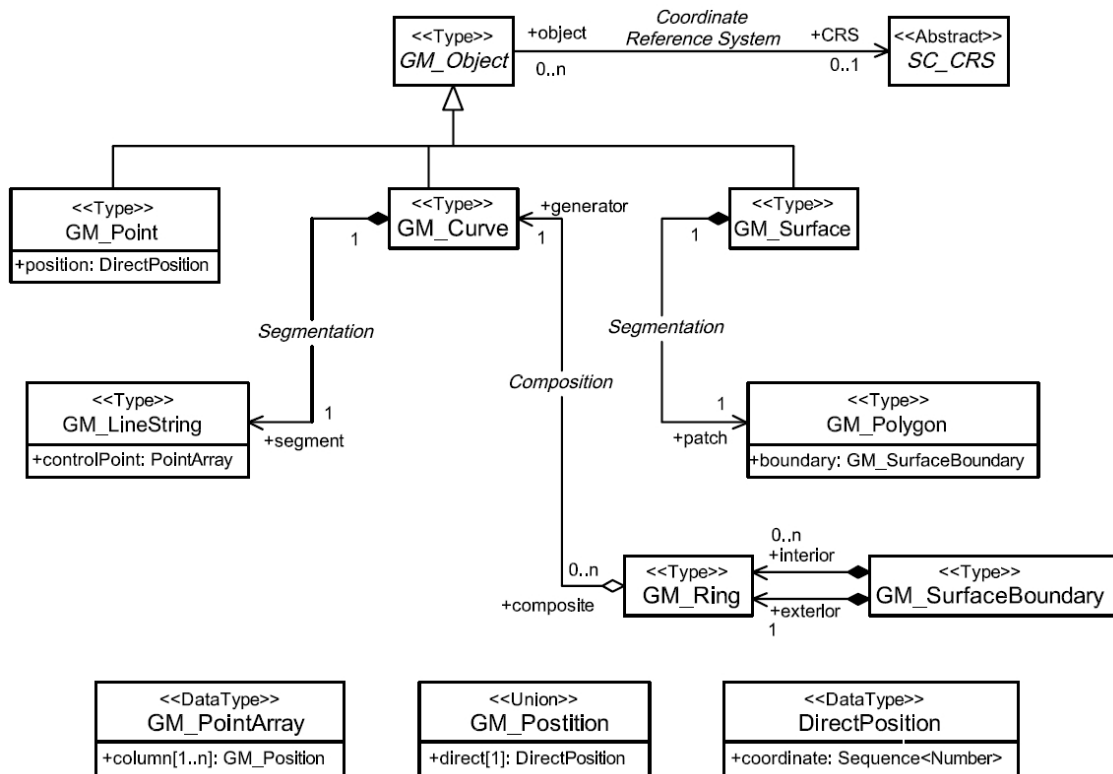 <<Type>>
GM_Object
+object
0..n
Coordinate
Reference System
+CRS
0..1
<<Abstract>>
SC_CRS
<<Type>>
GM_Point
+position: DirectPosition
<<Type>>
GM_Curve
1
+generator
1
<<Type>>
GM_Surface
1
Segmentation
Composition
Segmentation
<<Type>>
GM_LineString
+controlPoint: PointArray
1
+segment
1
+patch
<<Type>>
GM_Polygon
+boundary: GM_SurfaceBoundary
0..n
+composite
<<Type>>
GM_Ring
0..n
+interior
+exterior
1
<<Type>>
GM_SurfaceBoundary
<<DataType>>
GM_PointArray
+column[1..n]: GM_Position
<<Union>>
GM_Postition
+direct[1]: DirectPosition
<<DataType>>
DirectPosition
+coordinate: Sequence<Number>